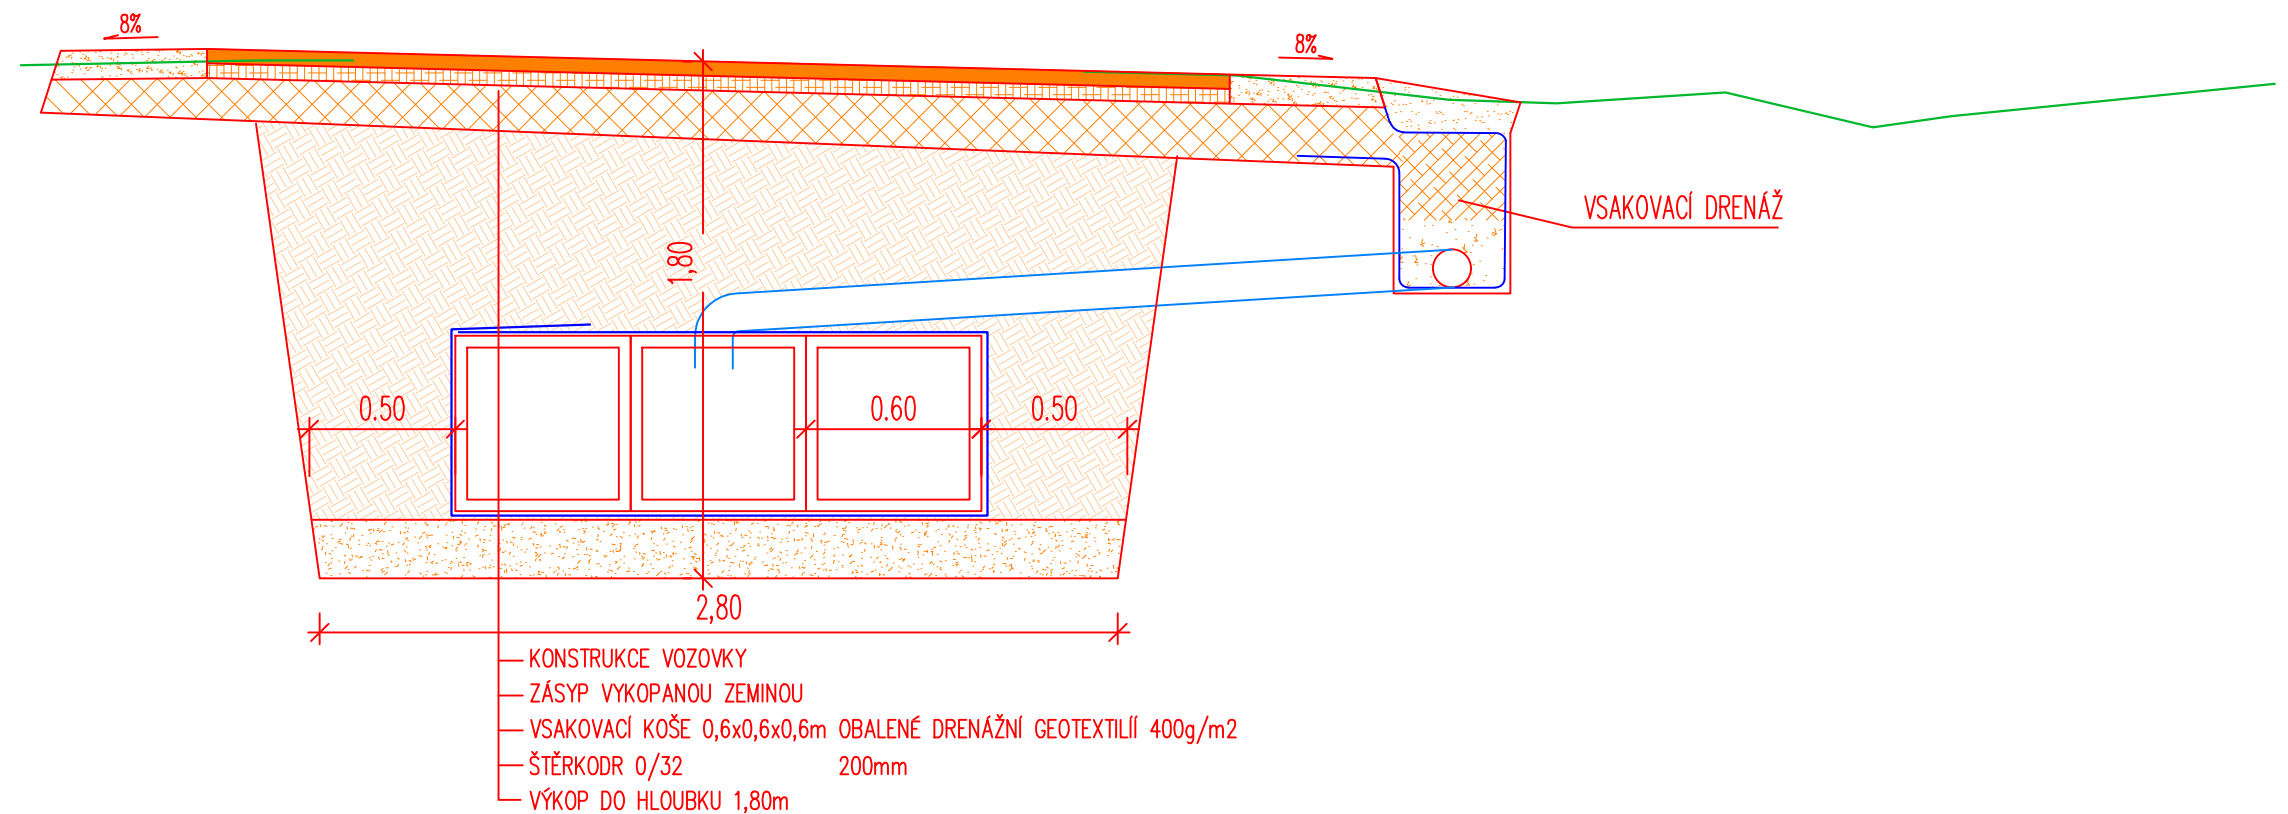 8%
8%
VSAKOVACÍ DRENÁŽ
1,80
0.50
0.60
0.50
2,80
KONSTRUKCE VOZOVKY
ZÁSYP VYKOPANOU ZEMINOU
VSAKOVACÍ KOŠE 0,6x0,6x0,6m OBALENÉ DRENÁŽNÍ GEOTEXTILÍÍ 400g/m2
ŠTĚRKODR 0/32 200mm
VÝKOP DO HLOUBKU 1,80m